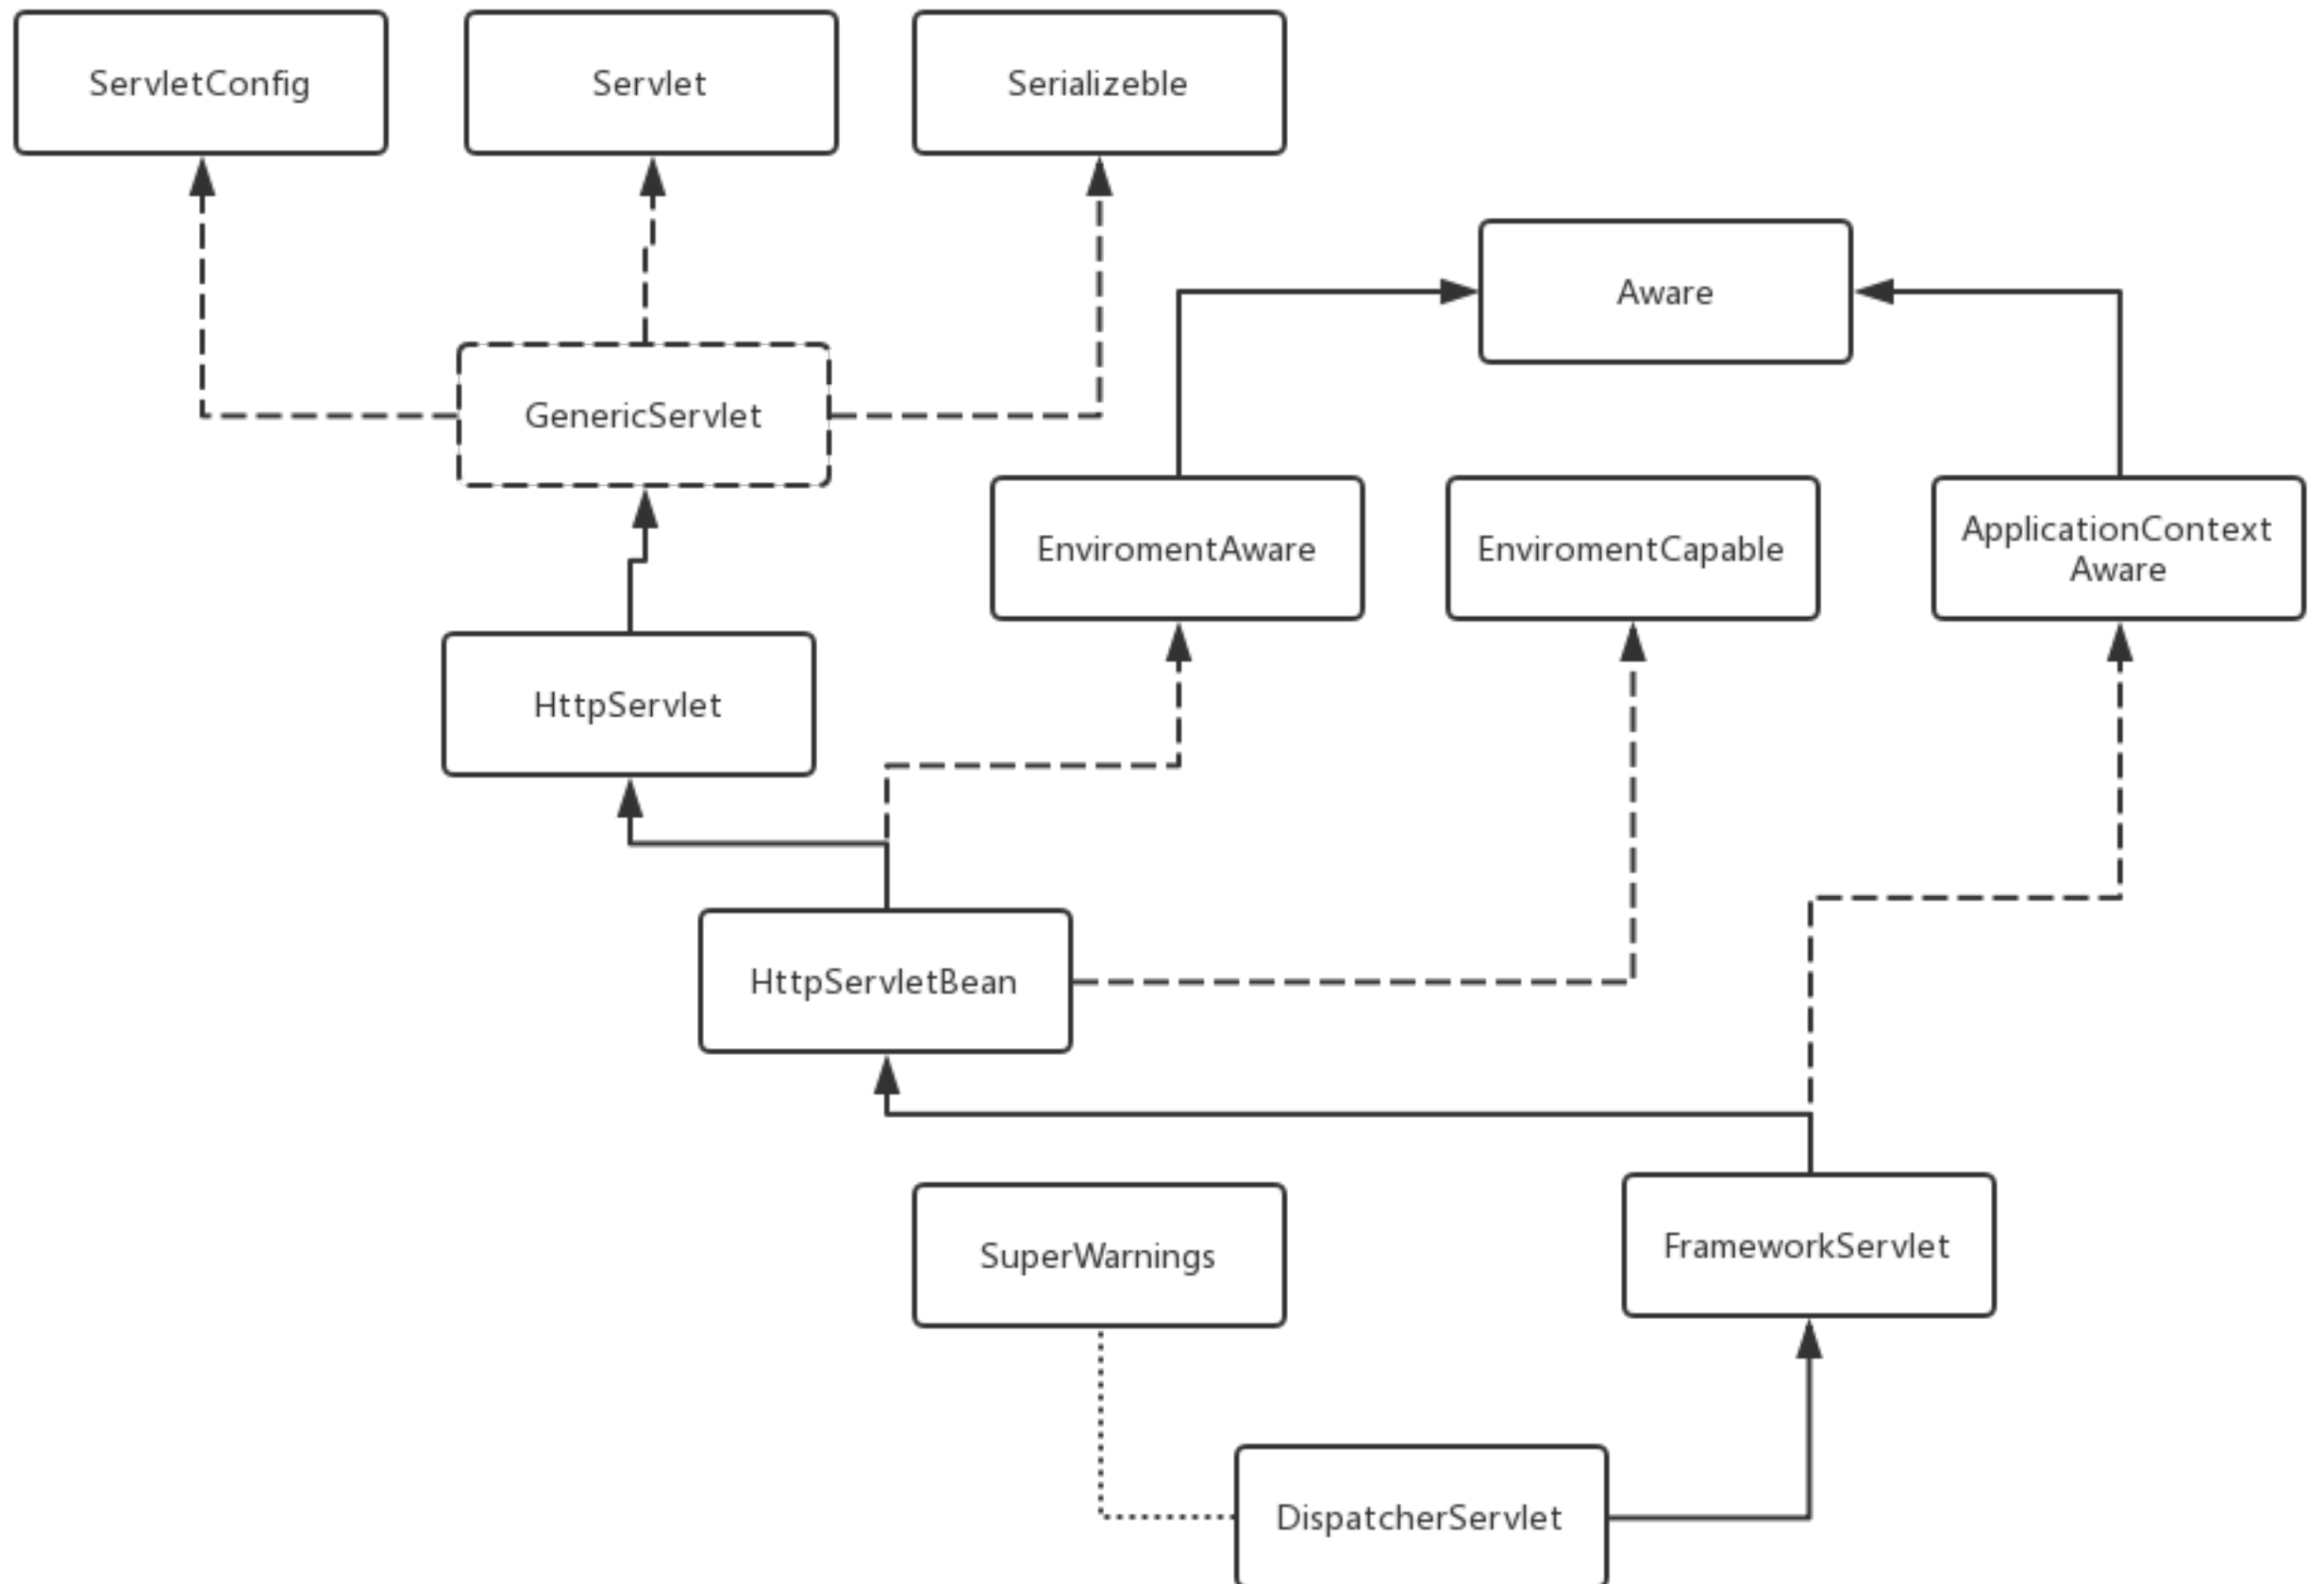 ServletConfig
Servlet
Serializeble
Aware
GenericServlet
EnviromentAware
EnviromentCapable
ApplicationContext
Aware
HttpServlet
HttpServletBean
SuperWarnings
FrameworkServlet
DispatcherServlet